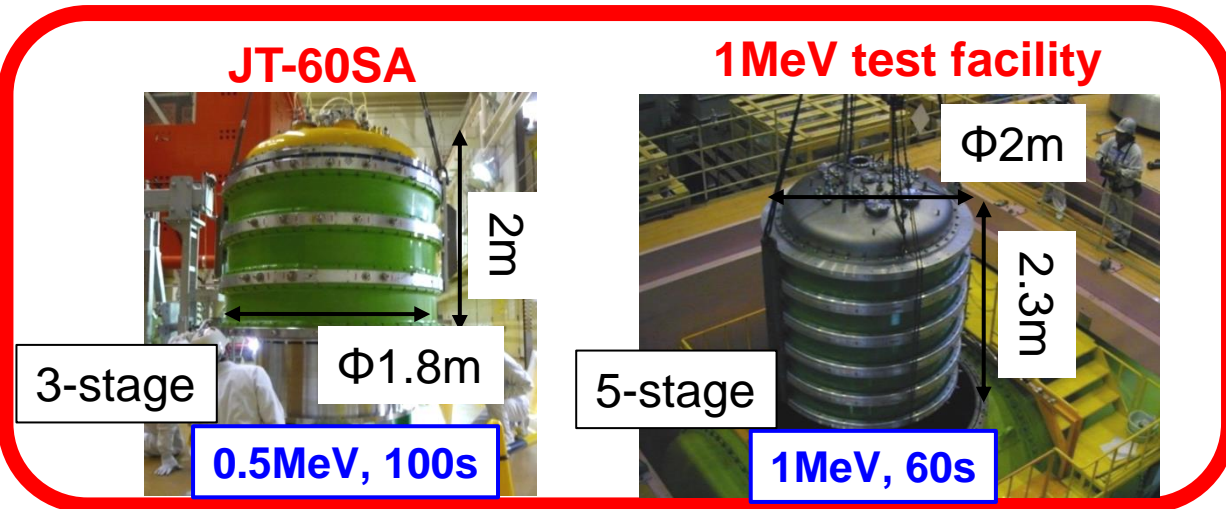 JT-60SA
1MeV test facility
2m
Φ1.8m
3-stage
0.5MeV, 100s
Φ2m
2.3m
5-stage
1MeV, 60s